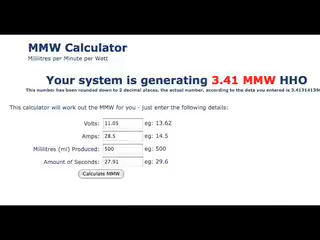 MMW Calculator
Millilitres per Minute per Watt
Your system is generating 3.41 MMW HHO
This number has been rounded down to 2 decimal places, the actual number, according to the data you entered is
This calculator will work out the MMW for you - just enter the following details:
Volts: 11.05 eg: 13.62
Amps: 28.5 eg: 14.5
Millilitres (ml) Produced: 500 eg: 500
Amount of Seconds: 27.91 eg: 29.6
Calculate MMW